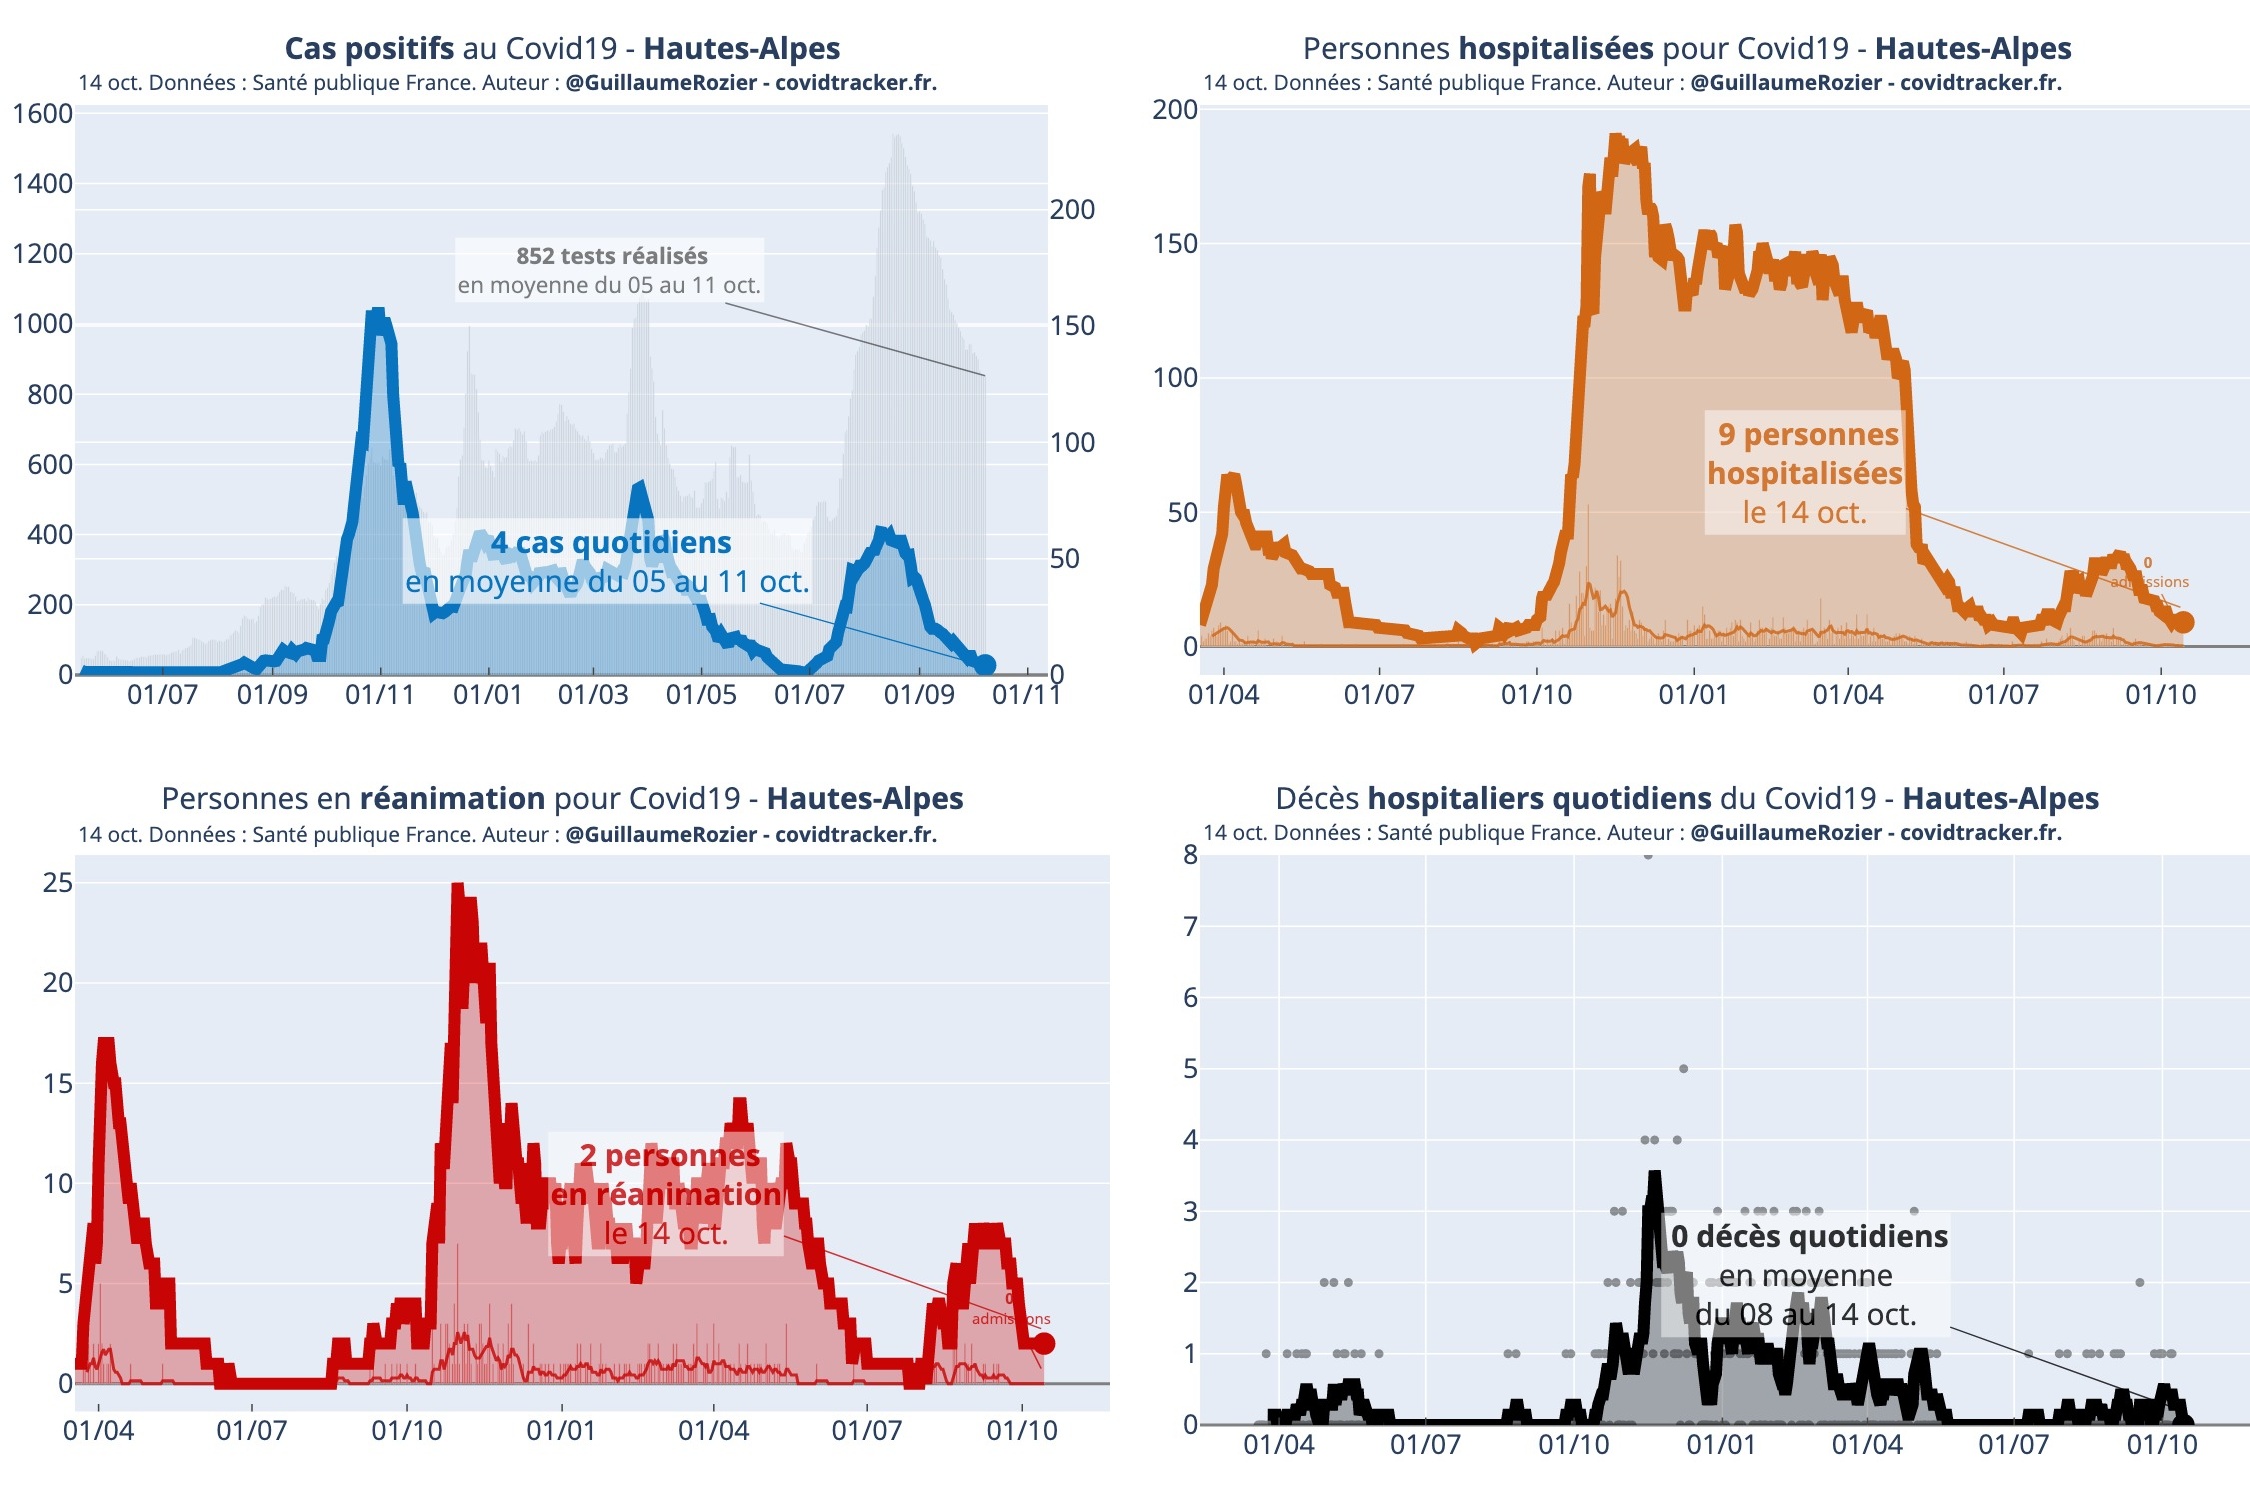 Cas positifs au Covid19 - Hautes-Alpes
14 oct. Données : Santé publique France. Auteur : @GuillaumeRozier - covidtracker.fr.
1600
1400
1200
1000
800
600
400
200
0
200
150
100
50
0
852 tests réalisés
en moyenne du 05 au 11 oct.
4 cas quotidiens
en moyenne du 05 au 11 oct.
01/07 01/09 01/11 01/01 01/03 01/05 01/07 01/09 01/11
Personnes hospitalisées pour Covid19 - Hautes-Alpes
14 oct. Données : Santé publique France. Auteur : @GuillaumeRozier - covidtracker.fr.
200
150
100
50
0
9 personnes
hospitalisées
le 14 oct.
0
admissions
01/04 01/07 01/10 01/01 01/04 01/07 01/10
Personnes en réanimation pour Covid19 - Hautes-Alpes
14 oct. Données : Santé publique France. Auteur : @GuillaumeRozier - covidtracker.fr.
25
20
15
10
5
0
2 personnes
en réanimation
le 14 oct.
0
admissions
01/04 01/07 01/10 01/01 01/04 01/07 01/10
Décès hospitaliers quotidiens du Covid19 - Hautes-Alpes
14 oct. Données : Santé publique France. Auteur : @GuillaumeRozier - covidtracker.fr.
8
7
6
5
4
3
2
1
0
0 décès quotidiens
en moyenne
du 08 au 14 oct.
01/04 01/07 01/10 01/01 01/04 01/07 01/10